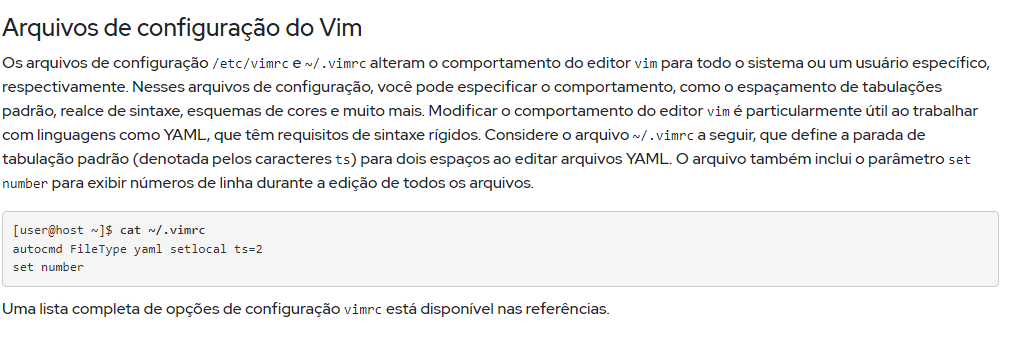 Arquivos de configuração do Vim
Os arquivos de configuração /etc/vimrc e ~/.vimrc alteram o comportamento do editor vim para todo o sistema ou um usuário específico,
respectivamente. Nesses arquivos de configuração, você pode especificar o comportamento, como o espaçamento de tabulações
padrão, realce de sintaxe, esquemas de cores e muito mais. Modificar o comportamento do editor vim é particularmente útil ao trabalhar
com linguagens como YAML, que têm requisitos de sintaxe rígidos. Considere o arquivo ~/.vimrc a seguir, que define a parada de
tabulação padrão (denotada pelos caracteres ts) para dois espaços ao editar arquivos YAML. O arquivo também inclui o parâmetro set
number para exibir números de linha durante a edição de todos os arquivos.
[user@host ~]$ cat ~/.vimrc
autocmd FileType yaml setlocal ts=2
set number
Uma lista completa de opções de configuração vimrc está disponível nas referências.